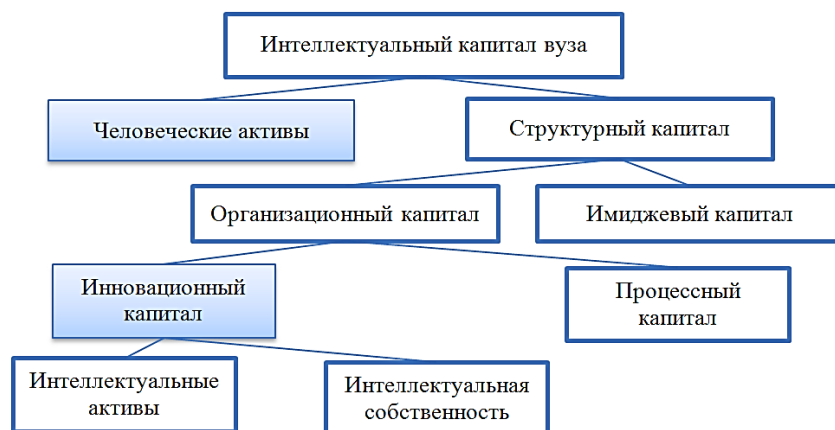 Интеллектуальный капитал вуза
Человеческие активы
Структурный капитал
Организационный капитал
Имиджевый капитал
Инновационный
капитал
Процессный
капитал
Интеллектуальные
активы
Интеллектуальная
собственность